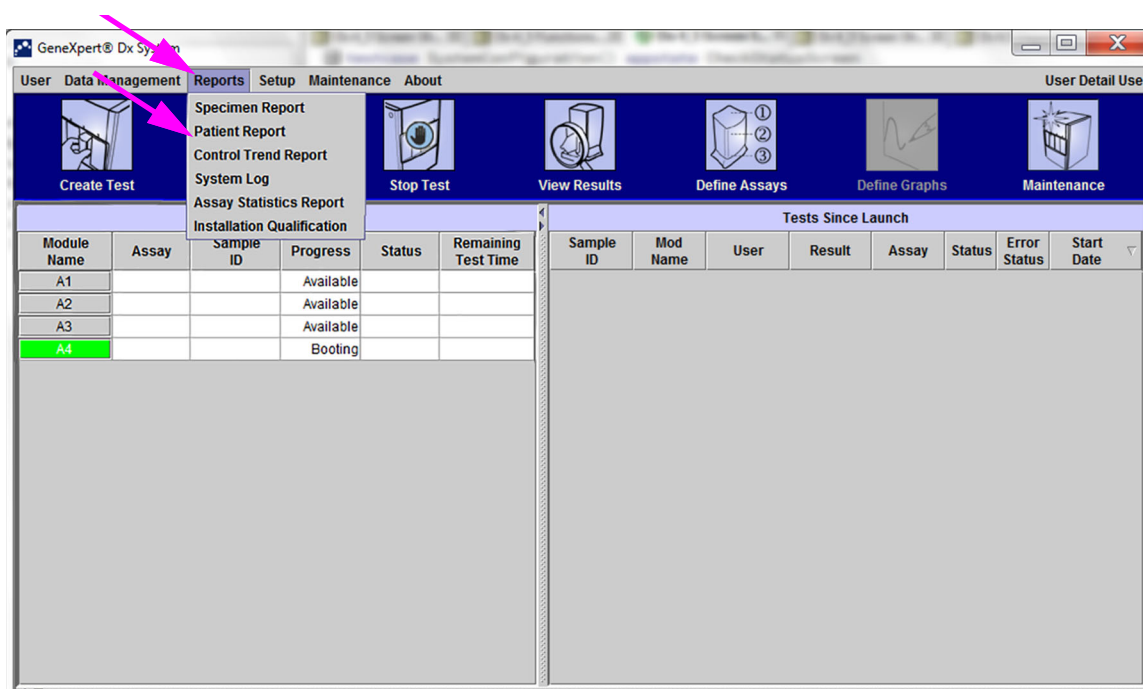 GeneXpert® Dx System
User Data Management Reports Setup Maintenance About User Detail Use
Specimen Report
Patient Report
Control Trend Report
System Log
Assay Statistics Report
Installation Qualification
Create Test Stop Test View Results Define Assays Define Graphs Maintenance
Tests Since Launch
Module Name Assay Sample ID Progress Status Remaining Test Time
Sample ID Mod Name User Result Assay Status Error Status Start Date
A1 Available
A2 Available
A3 Available
A4 Booting